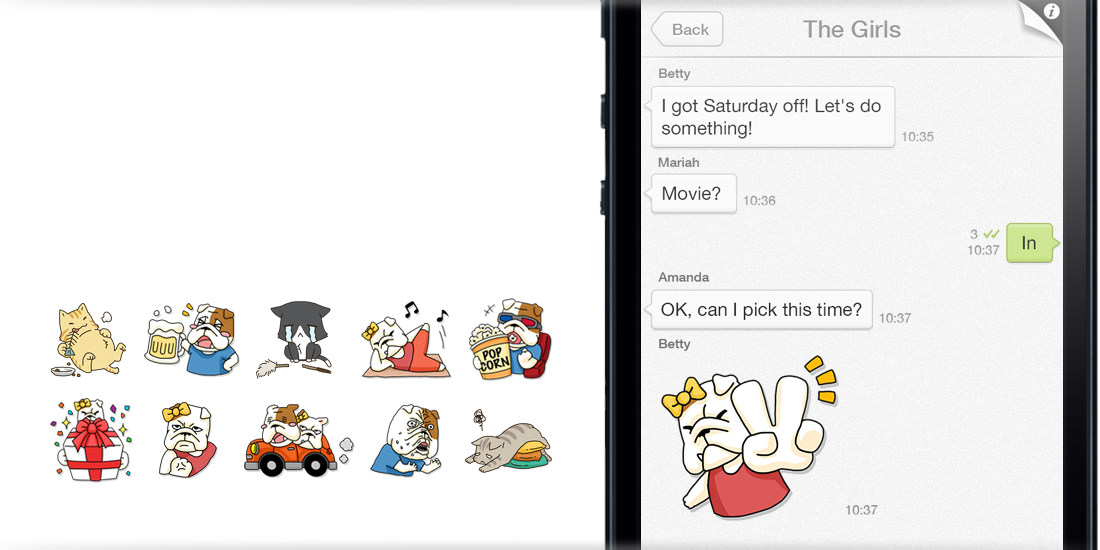 Back
The Girls
i
Betty
I got Saturday off! Let's do
something!
10:35
Mariah
Movie?
10:36
3
10:37
In
Amanda
OK, can I pick this time?
10:37
Betty
10:37
POP
CORN